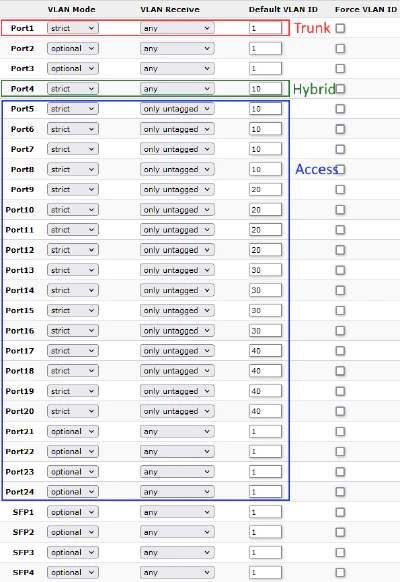 VLAN Mode VLAN Receive Default VLAN ID Force VLAN ID
Port1 strict any 1 Trunk
Port2 optional any 1
Port3 optional any 1
Port4 strict any 10 Hybrid
Port5 strict only untagged 10
Port6 strict only untagged 10
Port7 strict only untagged 10
Port8 strict only untagged 10 Access
Port9 strict only untagged 20
Port10 strict only untagged 20
Port11 strict only untagged 20
Port12 strict only untagged 20
Port13 strict only untagged 30
Port14 strict only untagged 30
Port15 strict only untagged 30
Port16 strict only untagged 30
Port17 strict only untagged 40
Port18 strict only untagged 40
Port19 strict only untagged 40
Port20 strict only untagged 40
Port21 optional any 1
Port22 optional any 1
Port23 optional any 1
Port24 optional any 1
SFP1 optional any 1
SFP2 optional any 1
SFP3 optional any 1
SFP4 optional any 1